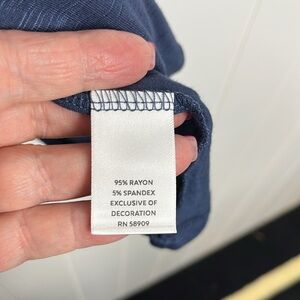 95% RAYON
5% SPANDEX
EXCLUSIVE OF
DECORATION
RN 58909